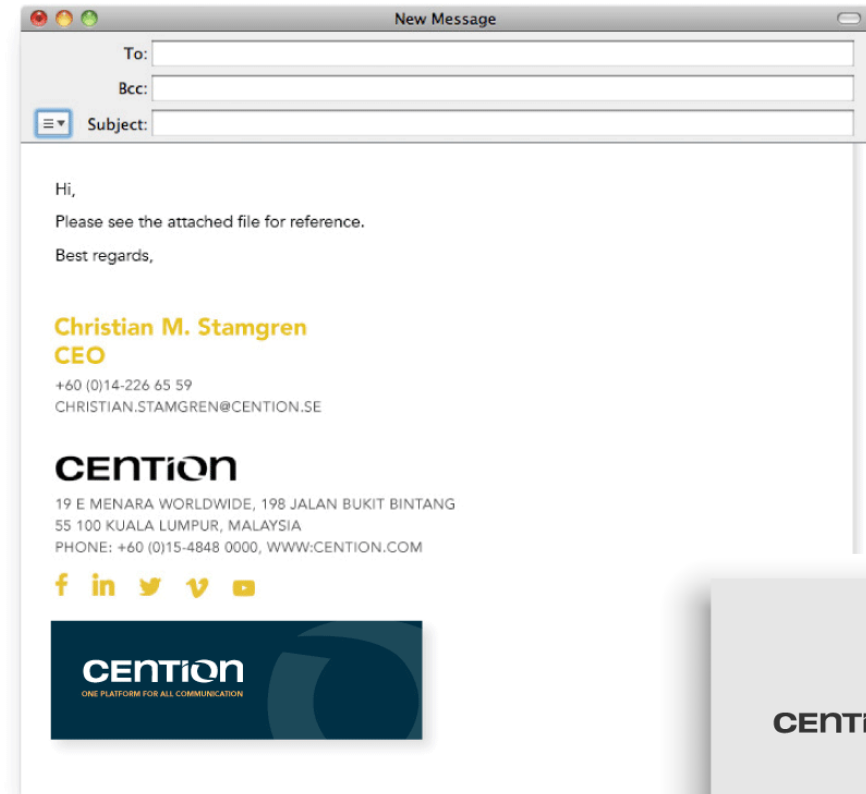 New Message
To:
Bcc:
Subject:
Hi,
Please see the attached file for reference.
Best regards,
Christian M. Stamgren
CEO
+60 (0)14-226 65 59
CHRISTIAN.STAMGREN@CENTION.SE
CENTION
19 E MENARA WORLDWIDE, 198 JALAN BUKIT BINTANG
55 100 KUALA LUMPUR, MALAYSIA
PHONE: +60 (0)15-4848 0000, WWW:CENTION.COM
f in
CENTION
ONE PLATFORM FOR ALL COMMUNICATION
CENTI